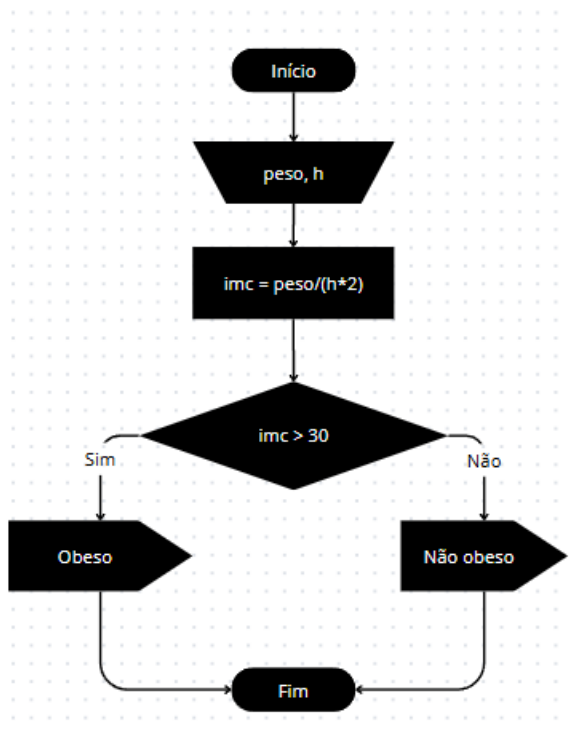 Início
peso, h
imc = peso/(h*2)
imc > 30
Sim
Não
Obeso
Não obeso
Fim